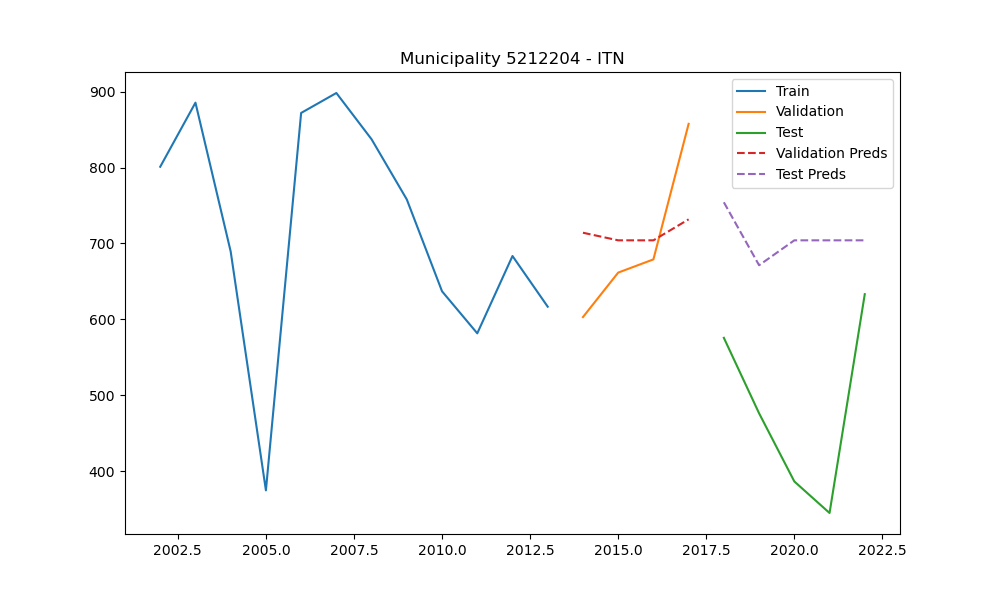 Municipality 5212204 - ITN
900
800
700
600
500
400
Train
Validation
Test
Validation Preds
Test Preds
2002.5 2005.0 2007.5 2010.0 2012.5 2015.0 2017.5 2020.0 2022.5